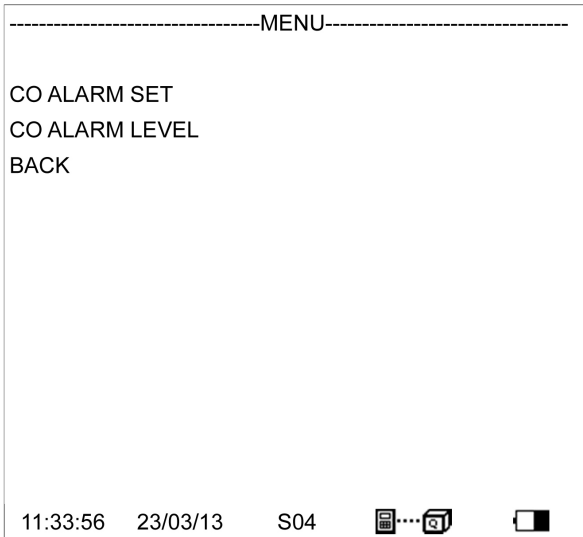 ---------------------------------MENU--------------------------------
CO ALARM SET
CO ALARM LEVEL
BACK
11:33:56 23/03/13 S04